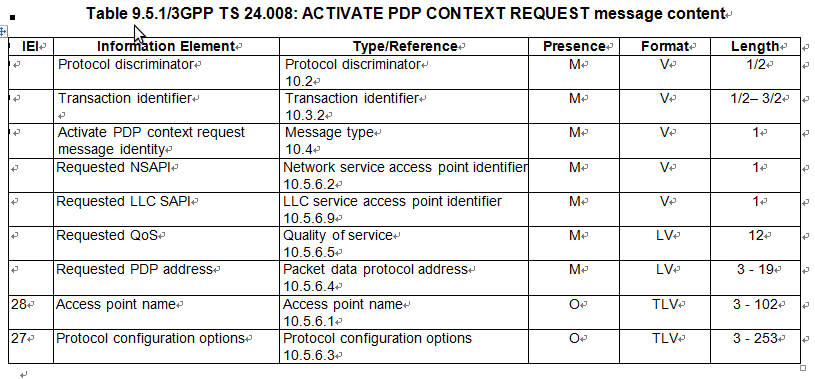 Table 9.5.1/3GPP TS 24.008: ACTIVATE PDP CONTEXT REQUEST message content
IEI Information Element Type/Reference Presence Format Length
Protocol discriminator Protocol discriminator M V 1/2
10.2
Transaction identifier Transaction identifier M V 1/2– 3/2
10.3.2
Activate PDP context request Message type M V 1
message identity 10.4
Requested NSAPI Network service access point identifier M V 1
10.5.6.2
Requested LLC SAPI LLC service access point identifier M V 1
10.5.6.9
Requested QoS Quality of service M LV 12
10.5.6.5
Requested PDP address Packet data protocol address M LV 3 - 19
10.5.6.4
28 Access point name Access point name O TLV 3 - 102
10.5.6.1
27 Protocol configuration options Protocol configuration options O TLV 3 - 253
10.5.6.3